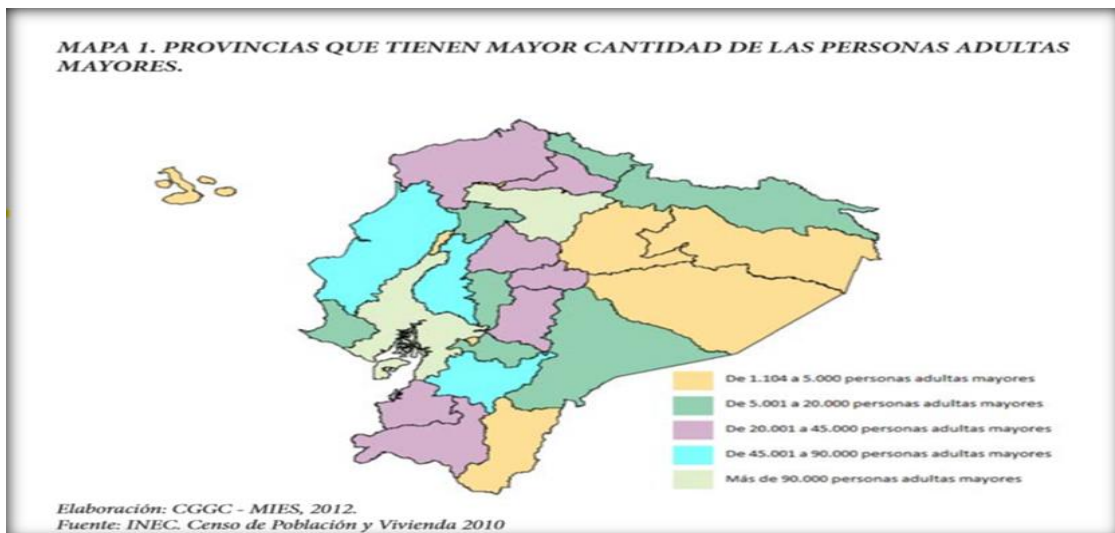 MAPA 1. PROVINCIAS QUE TIENEN MAYOR CANTIDAD DE LAS PERSONAS ADULTAS
MAYORES.
De 1.104 a 5.000 personas adultas mayores
De 5.001 a 20.000 personas adultas mayores
De 20.001 a 45.000 personas adultas mayores
De 45.001 a 90.000 personas adultas mayores
Más de 90.000 personas adultas mayores
Elaboración: CGGC - MIES, 2012.
Fuente: INEC. Censo de Población y Vivienda 2010